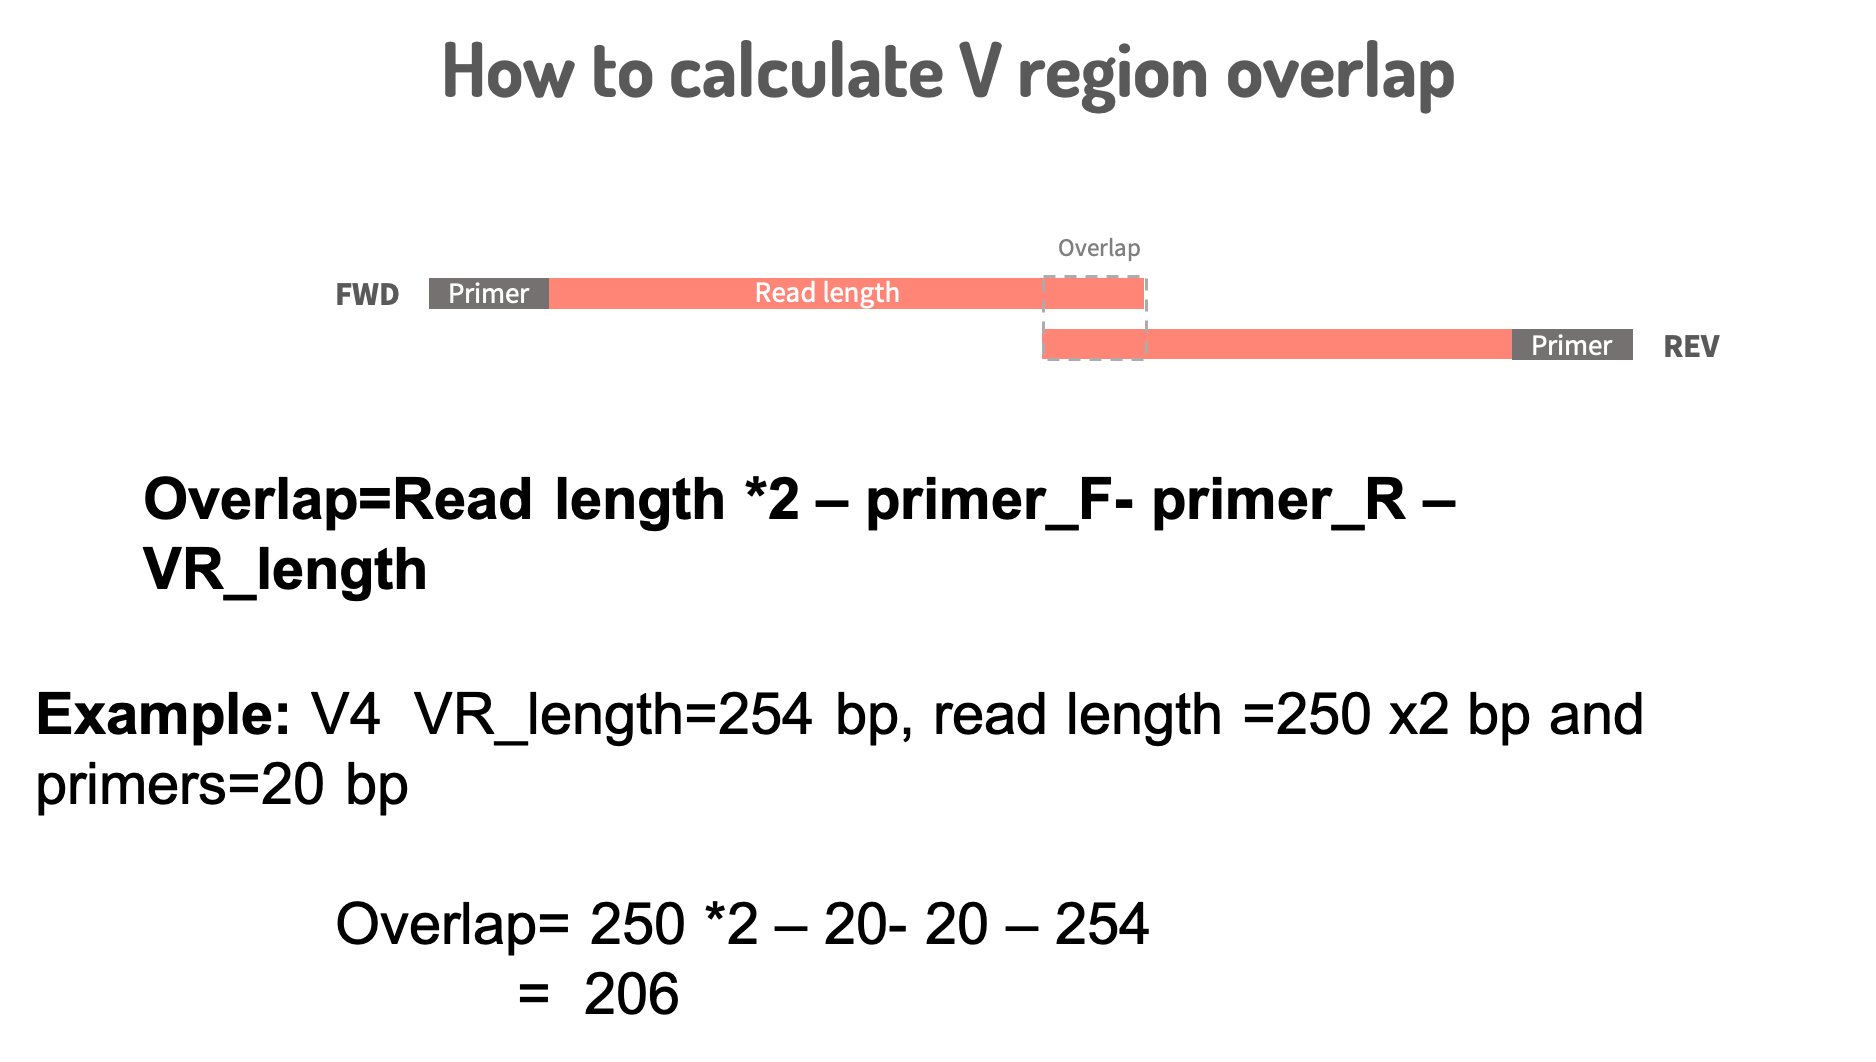 How to calculate V region overlap
Overlap
FWD Primer Read length
Primer REV
Overlap=Read length *2 – primer_F- primer_R –
VR_length
Example: V4 VR_length=254 bp, read length =250 x2 bp and
primers=20 bp
Overlap= 250 *2 – 20- 20 – 254
= 206